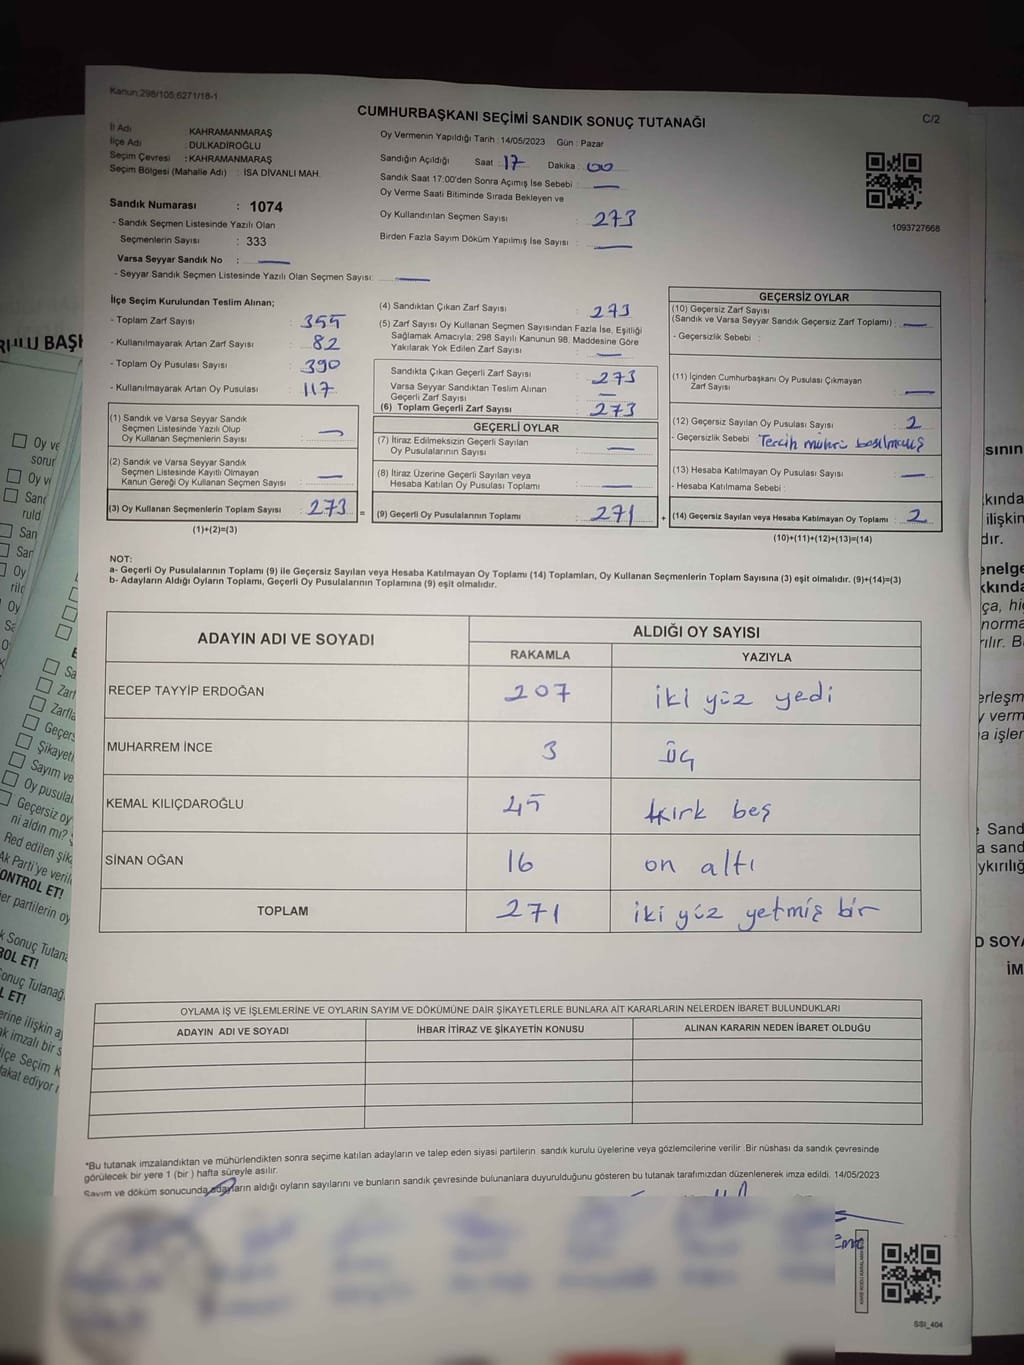 Kanun;298/105,6271/18-1
CUMHURBAŞKANI SEÇİMİ SANDIK SONUÇ TUTANAĞI
C/2
İl Adı : KAHRAMANMARAŞ
İlçe Adı : DULKADİROĞLU
Seçim Çevresi : KAHRAMANMARAŞ
Seçim Bölgesi (Mahalle Adı) : İSA DİVANLI MAH.
Oy Vermenin Yapıldığı Tarih : 14/05/2023 Gün : Pazar
Sandığın Açıldığı Saat : 17 Dakika : 00
Sandık Saat 17:00'den Sonra Açımış İse Sebebi : —
Oy Verme Saati Bitiminde Sırada Bekleyen ve
Oy Kullandırılan Seçmen Sayısı : 273
Birden Fazla Sayım Döküm Yapılmış İse Sayısı : —
1093727668
Sandık Numarası : 1074
- Sandık Seçmen Listesinde Yazılı Olan
Seçmenlerin Sayısı : 333
Varsa Seyyar Sandık No : —
- Seyyar Sandık Seçmen Listesinde Yazılı Olan Seçmen Sayısı: —
İlçe Seçim Kurulundan Teslim Alınan;
- Toplam Zarf Sayısı : 355
- Kullanılmayarak Artan Zarf Sayısı : 82
- Toplam Oy Pusulası Sayısı : 390
- Kullanılmayarak Artan Oy Pusulası : 117
(1) Sandık ve Varsa Seyyar Sandık
Seçmen Listesinde Yazılı Olup
Oy Kullanan Seçmenlerin Sayısı : —
(2) Sandık ve Varsa Seyyar Sandık
Seçmen Listesinde Kayıtlı Olmayan
Kanun Gereği Oy Kullanan Seçmen Sayısı : —
(3) Oy Kullanan Seçmenlerin Toplam Sayısı : 273 =
(1)+(2)=(3)
(4) Sandıktan Çıkan Zarf Sayısı : 273
(5) Zarf Sayısı Oy Kullanan Seçmen Sayısından Fazla İse, Eşitliği
Sağlamak Amacıyla; 298 Sayılı Kanunun 98. Maddesine Göre
Yakılarak Yok Edilen Zarf Sayısı : —
Sandıkta Çıkan Geçerli Zarf Sayısı : 273
Varsa Seyyar Sandıktan Teslim Alınan
Geçerli Zarf Sayısı : —
(6) Toplam Geçerli Zarf Sayısı : 273
GEÇERLİ OYLAR
(7) İtiraz Edilmeksizin Geçerli Sayılan
Oy Pusulalarının Sayısı : —
(8) İtiraz Üzerine Geçerli Sayılan veya
Hesaba Katılan Oy Pusulası Toplamı : —
(9) Geçerli Oy Pusulalarının Toplamı : 271 +
GEÇERSİZ OYLAR
(10) Geçersiz Zarf Sayısı
(Sandık ve Varsa Seyyar Sandık Geçersiz Zarf Toplamı) : —
- Geçersizlik Sebebi :
(11) İçinden Cumhurbaşkanı Oy Pusulası Çıkmayan
Zarf Sayısı : —
(12) Geçersiz Sayılan Oy Pusulası Sayısı : 2
- Geçersizlik Sebebi : Tercih mührü basılmamış
(13) Hesaba Katılmayan Oy Pusulası Sayısı : —
- Hesaba Katılmama Sebebi :
(14) Geçersiz Sayılan veya Hesaba Katılmayan Oy Toplamı : 2
(10)+(11)+(12)+(13)=(14)
NOT:
a- Geçerli Oy Pusulalarının Toplamı (9) ile Geçersiz Sayılan veya Hesaba Katılmayan Oy Toplamı (14) Toplamları, Oy Kullanan Seçmenlerin Toplam Sayısına (3) eşit olmalıdır. (9)+(14)=(3)
b- Adayların Aldığı Oyların Toplamı, Geçerli Oy Pusulalarının Toplamına (9) eşit olmalıdır.
ADAYIN ADI VE SOYADI ALDIĞI OY SAYISI
RAKAMLA YAZIYLA
RECEP TAYYİP ERDOĞAN 207 iki yüz yedi
MUHARREM İNCE 3 üç
KEMAL KILIÇDAROĞLU 45 kırk beş
SİNAN OĞAN 16 on altı
TOPLAM 271 iki yüz yetmiş bir
OYLAMA İŞ VE İŞLEMLERİNE VE OYLARIN SAYIM VE DÖKÜMÜNE DAİR ŞİKAYETLERLE BUNLARA AİT KARARLARIN NELERDEN İBARET BULUNDUKLARI
ADAYIN ADI VE SOYADI İHBAR İTİRAZ VE ŞİKAYETİN KONUSU ALINAN KARARIN NEDEN İBARET OLDUĞU
*Bu tutanak imzalandıktan ve mühürlendikten sonra seçime katılan adayların ve talep eden siyasi partilerin sandık kurulu üyelerine veya gözlemcilerine verilir .Bir nüshası da sandık çevresinde
görülecek bir yere 1 (bir ) hafta süreyle asılır.
Sayım ve döküm sonucunda adayların aldığı oyların sayılarını ve bunların sandık çevresinde bulunanlara duyurulduğunu gösteren bu tutanak tarafımızdan düzenlenerek imza edildi. 14/05/2023
SSI_404